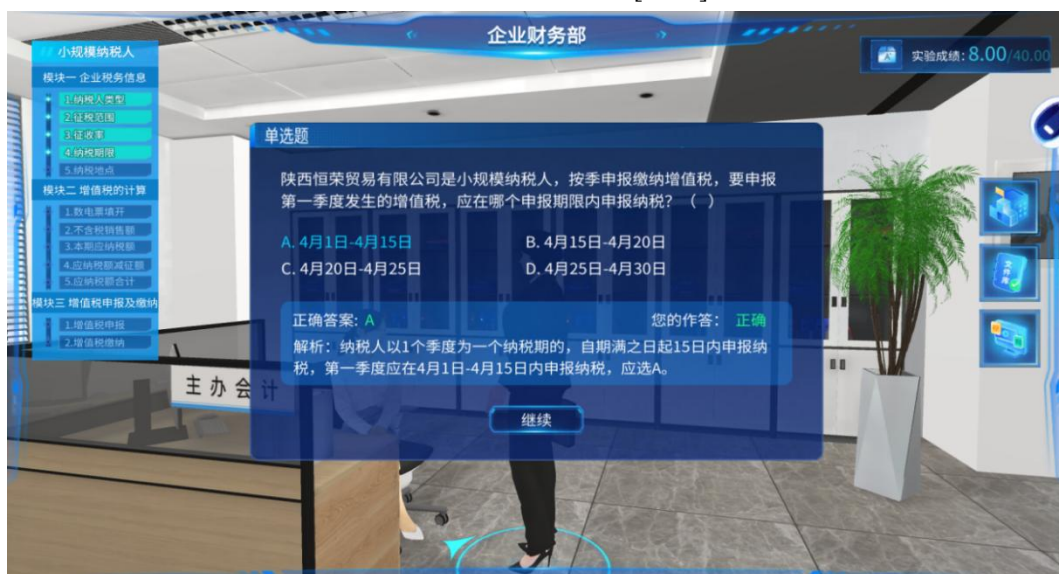 企业财务部
实验成绩: 8.00/40.00
小规模纳税人
模块一 企业税务信息
1.纳税人类型
2.征税范围
3.征收率
4.纳税期限
5.纳税地点
模块二 增值税的计算
1.数电票填开
2.不含税销售额
3.本期应纳税额
4.应纳税额减征额
5.应纳税额合计
模块三 增值税申报及缴纳
1.增值税申报
2.增值税缴纳
单选题
陕西恒荣贸易有限公司是小规模纳税人，按季申报缴纳增值税，要申报
第一季度发生的增值税，应在哪个申报期限内申报纳税？（ ）
A. 4月1日-4月15日
B. 4月15日-4月20日
C. 4月20日-4月25日
D. 4月25日-4月30日
正确答案: A
您的作答： 正确
解析：纳税人以1个季度为一个纳税期的，自期满之日起15日内申报纳
税，第一季度应在4月1日-4月15日内申报纳税，应选A。
继续
主办会计
文件库